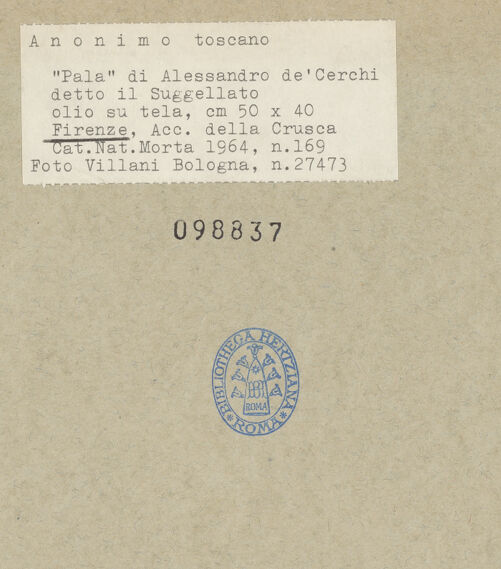 Anonimo toscano
"Pala" di Alessandro de'Cerchi
detto il Suggellato
olio su tela, cm 50 x 40
Firenze, Acc. della Crusca
Cat.Nat.Morta 1964, n.169
Foto Villani Bologna, n.27473
098837
*BIBLIOTHECA HERTZIANA*
ROMA
ROMA